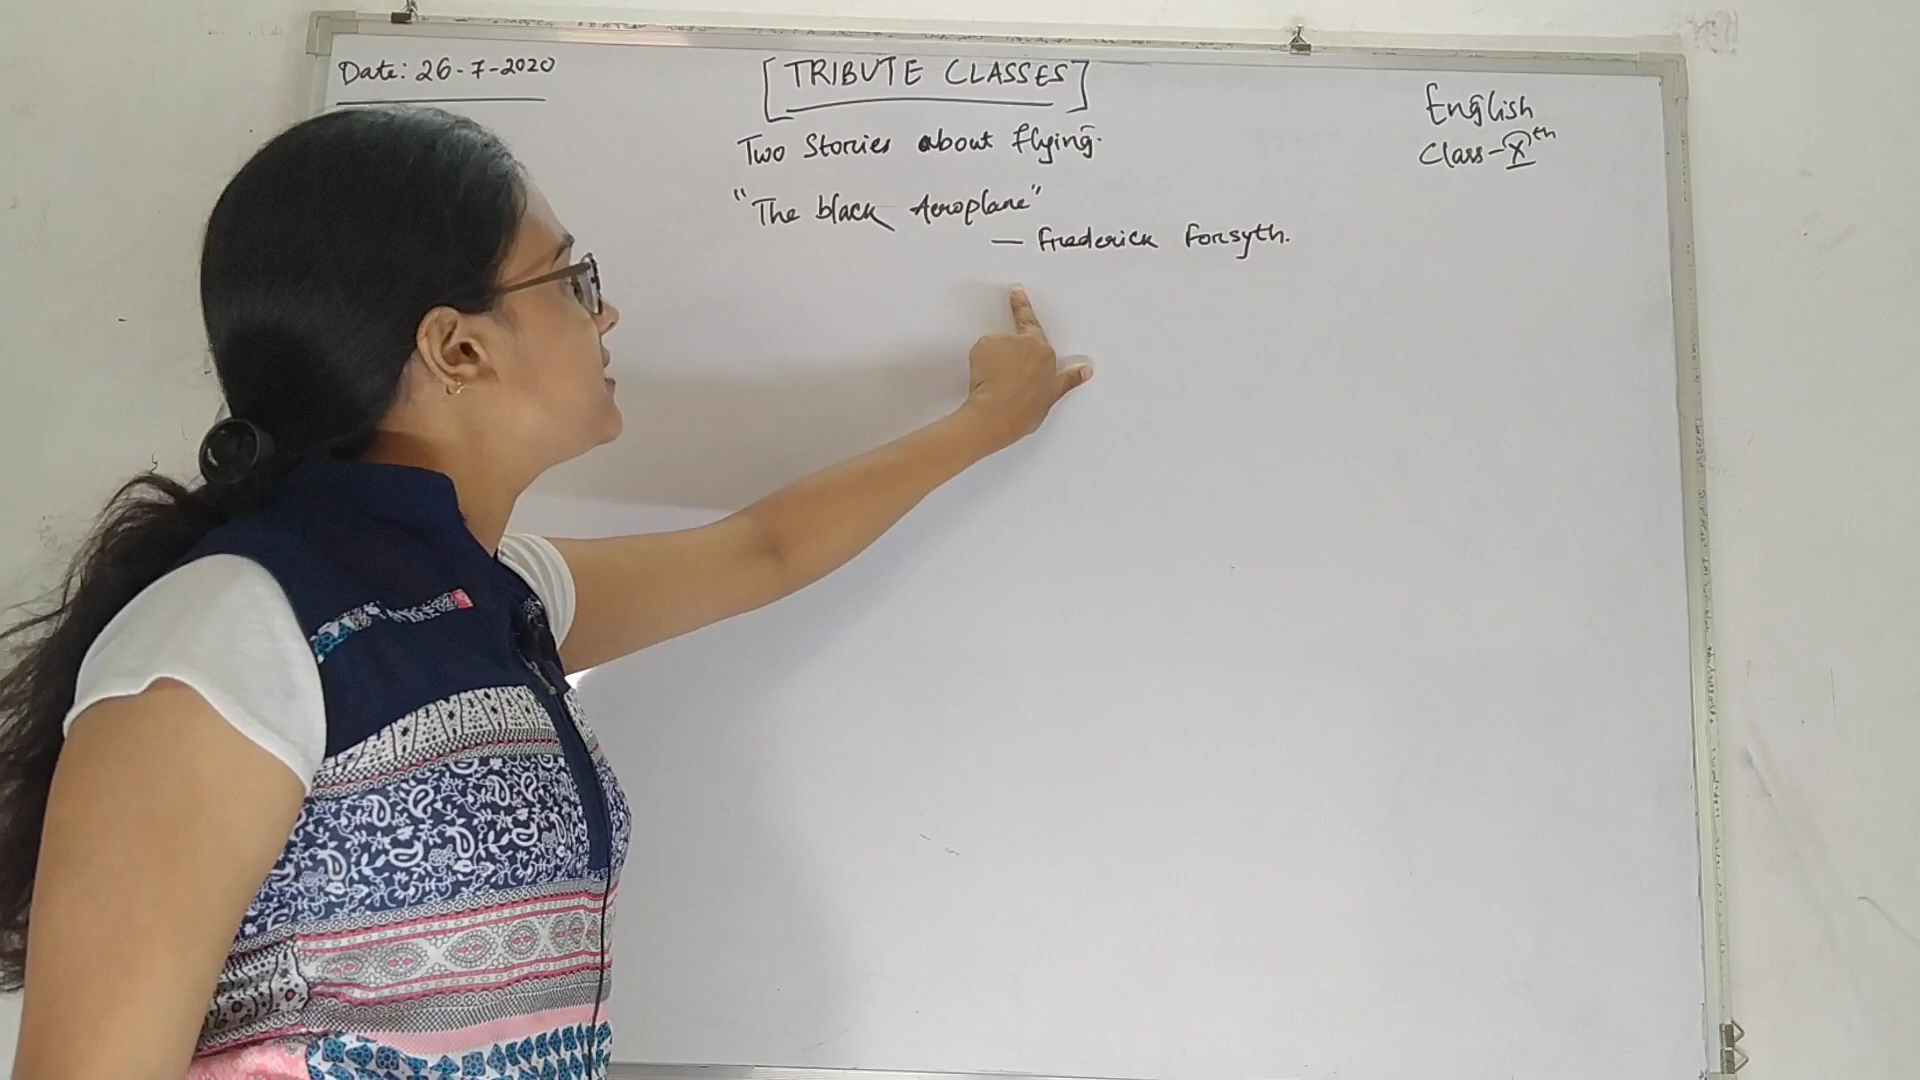 Date: 26-7-2020
[TRIBUTE CLASSES]
English
Class-Xth
Two Stories about flying.
"The black Aeroplane"
— Frederick Forsyth.